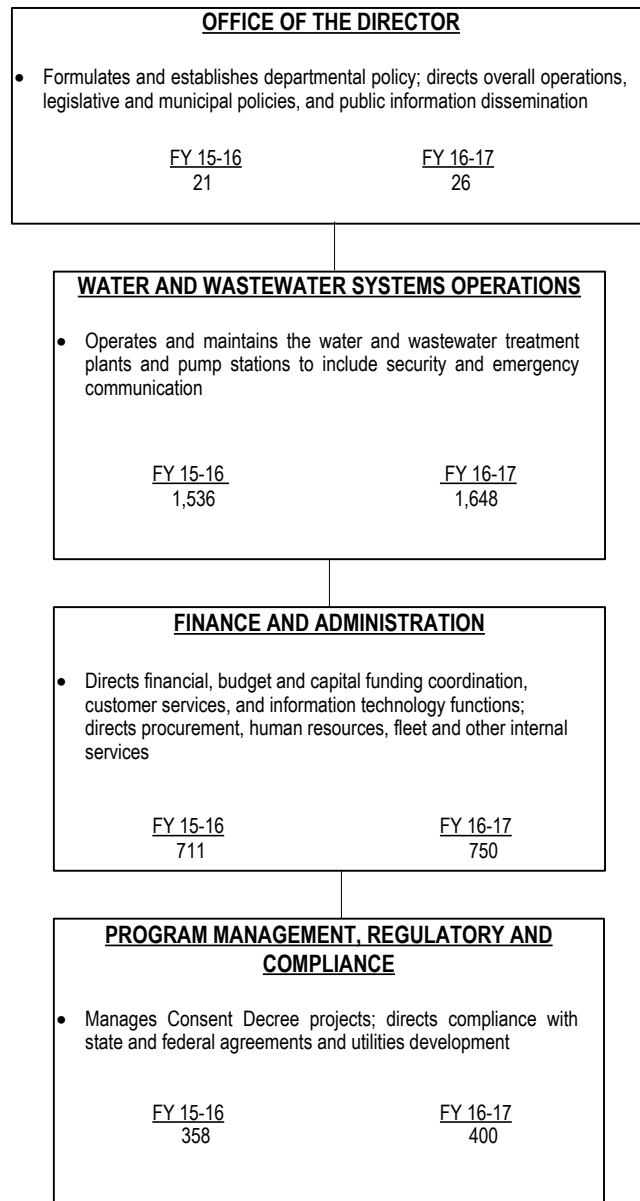 OFFICE OF THE DIRECTOR
• Formulates and establishes departmental policy; directs overall operations,
legislative and municipal policies, and public information dissemination
FY 15-16 FY 16-17
21 26
WATER AND WASTEWATER SYSTEMS OPERATIONS
• Operates and maintains the water and wastewater treatment
plants and pump stations to include security and emergency
communication
FY 15-16 FY 16-17
1,536 1,648
FINANCE AND ADMINISTRATION
• Directs financial, budget and capital funding coordination,
customer services, and information technology functions;
directs procurement, human resources, fleet and other internal
services
FY 15-16 FY 16-17
711 750
PROGRAM MANAGEMENT, REGULATORY AND
COMPLIANCE
• Manages Consent Decree projects; directs compliance with
state and federal agreements and utilities development
FY 15-16 FY 16-17
358 400